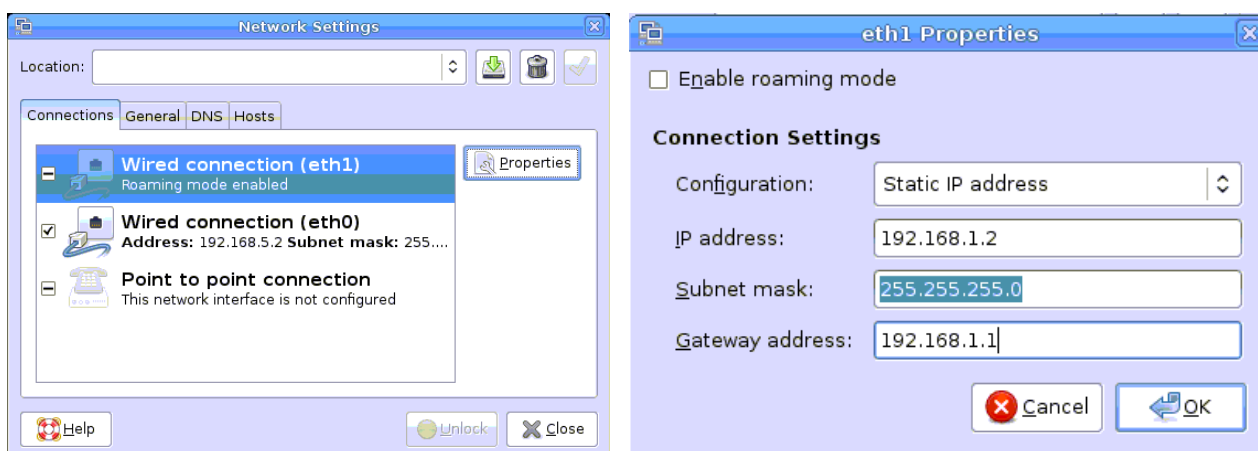 Network Settings
Location:
Connections General DNS Hosts
Wired connection (eth1)
Roaming mode enabled
Properties
Wired connection (eth0)
Address: 192.168.5.2 Subnet mask: 255....
Point to point connection
This network interface is not configured
Help Unlock Close
eth1 Properties
Enable roaming mode
Connection Settings
Configuration: Static IP address
IP address: 192.168.1.2
Subnet mask: 255.255.255.0
Gateway address: 192.168.1.1
Cancel OK